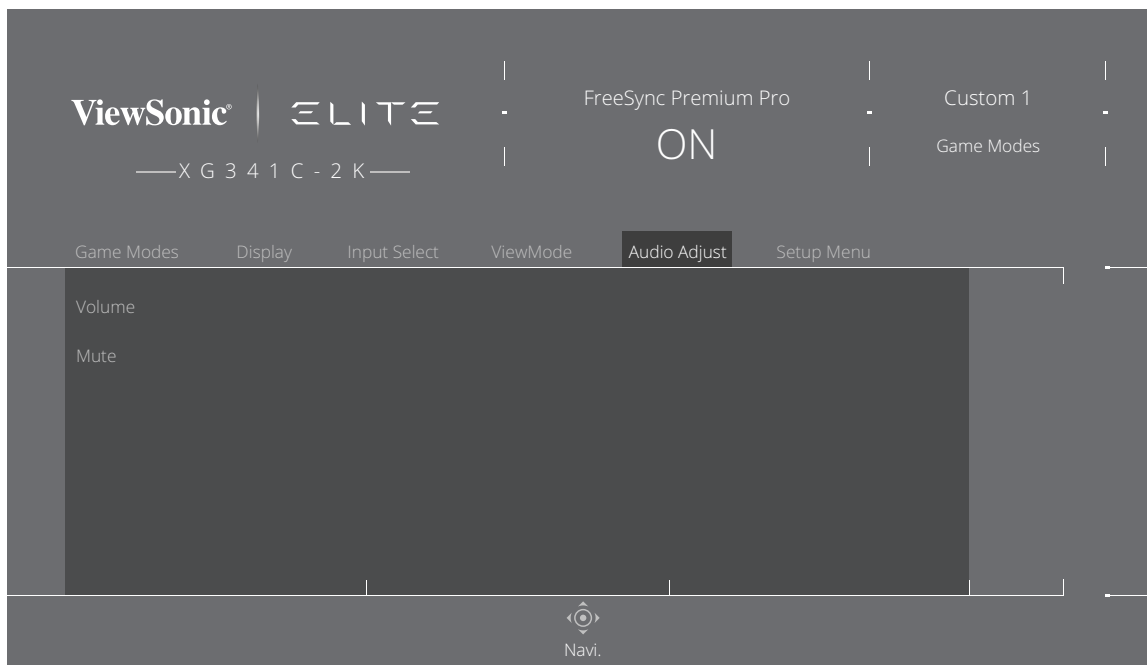 ViewSonic® ELITE
XG341C-2K
FreeSync Premium Pro
ON
Custom 1
Game Modes
Game Modes Display Input Select ViewMode Audio Adjust Setup Menu
Volume
Mute
Navi.